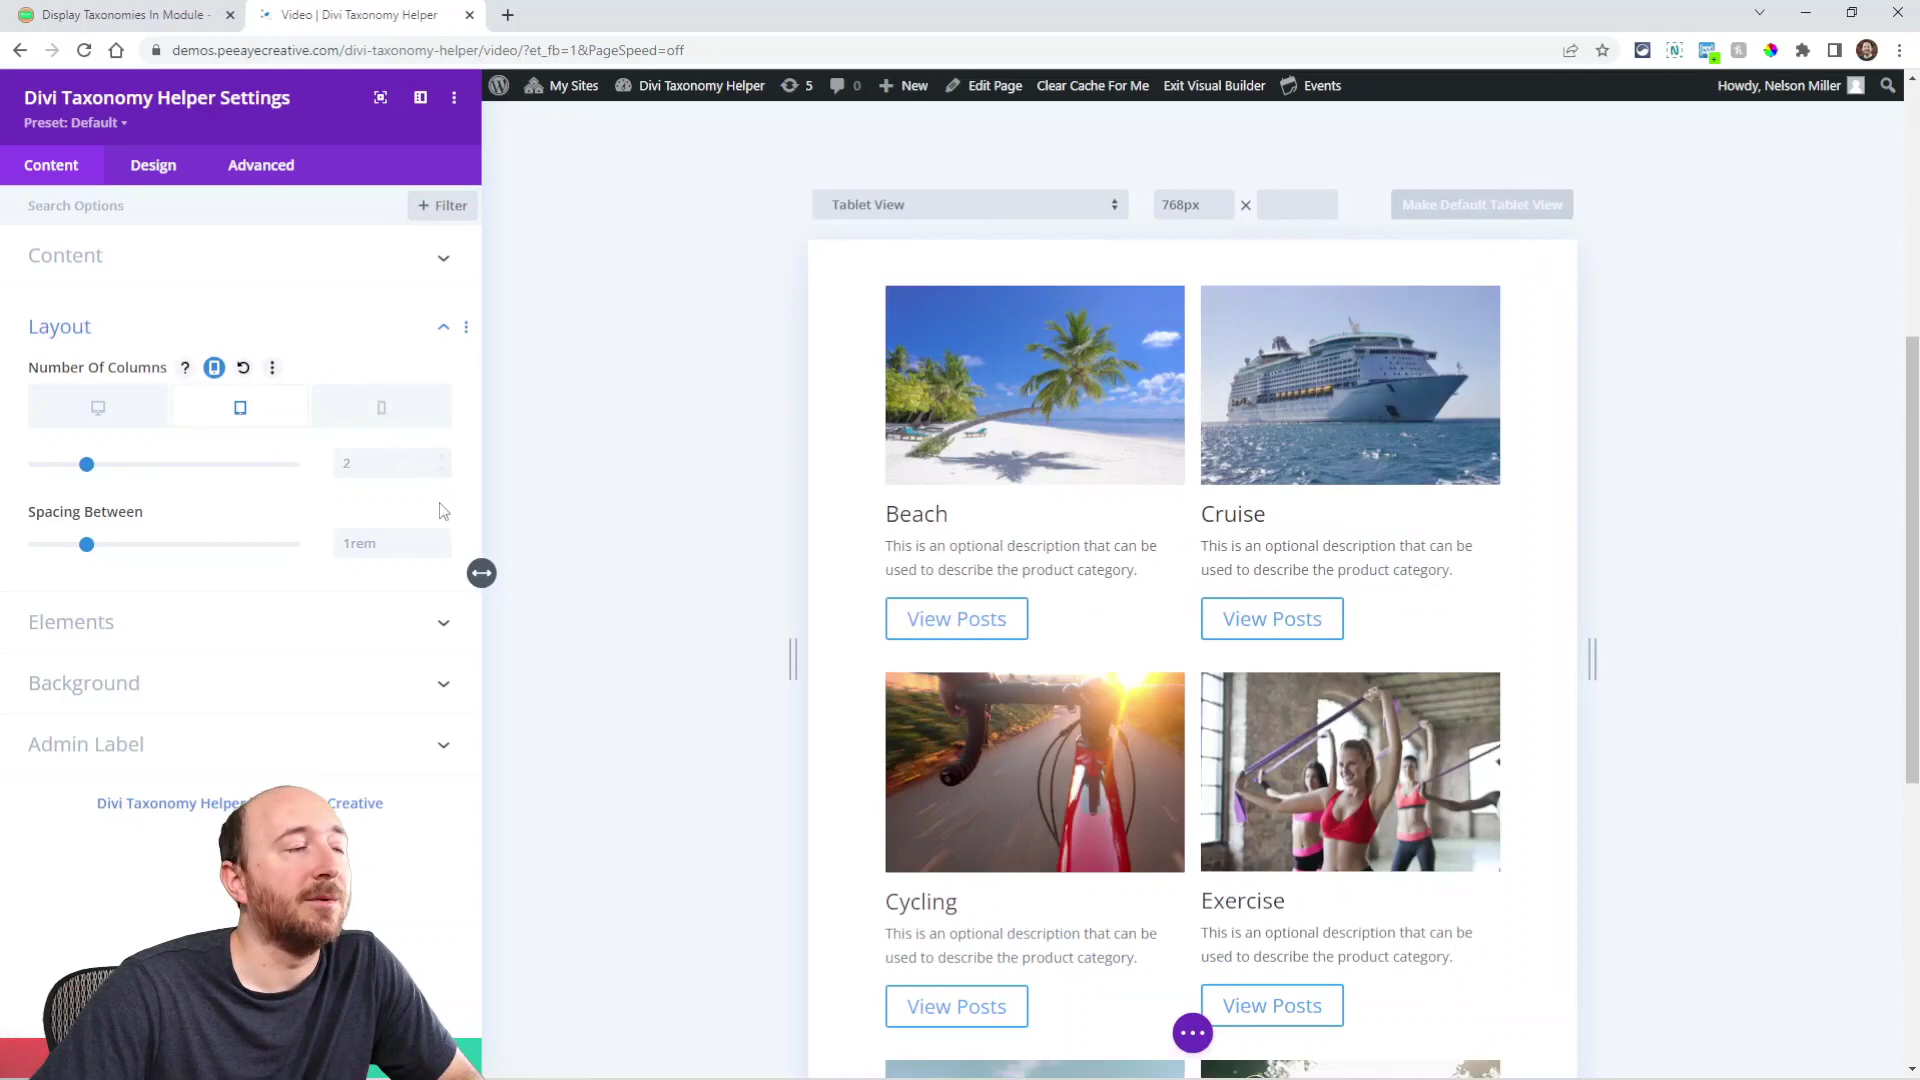 Display Taxonomies In Module -
Video | Divi Taxonomy Helper
demos.peeayecreative.com/divi-taxonomy-helper/video/?et_fb=1&PageSpeed=off
Divi Taxonomy Helper Settings
Preset: Default
My Sites
Divi Taxonomy Helper
5
0
New
Edit Page
Clear Cache For Me
Exit Visual Builder
Events
Howdy, Nelson Miller
Content
Design
Advanced
Search Options
+ Filter
Tablet View
768px
Make Default Tablet View
Content
Layout
Number Of Columns
2
Spacing Between
1rem
Elements
Background
Admin Label
Divi Taxonomy Helpe
Creative
Beach
This is an optional description that can be
used to describe the product category.
View Posts
Cruise
This is an optional description that can be
used to describe the product category.
View Posts
Cycling
This is an optional description that can be
used to describe the product category.
View Posts
Exercise
This is an optional description that can be
used to describe the product category.
View Posts